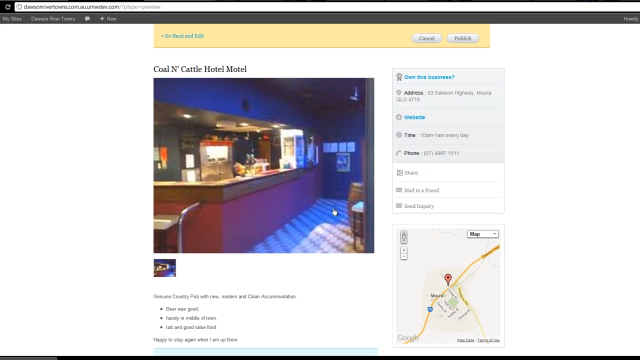 dawsonrivertowns.com.au.umwdev.com/?ptype=preview
My Sites Dawson River Towns + New Howdy
« Go Back and Edit Cancel Publish
Coal N' Cattle Hotel Motel
Own this business?
Address : 63 Dawson Highway, Moura
QLD 4718
Website
Time : 10am-1am every day
Phone : (07) 4997 1511
Share
Mail to a friend
Send Inquiry
Map
Moura
Google Map Data - Terms of Use
Genuine Country Pub with new, modern and Clean Accommodation
Beer was good,
handy in middle of town,
tab and good value food.
Happy to stay again when I am up there